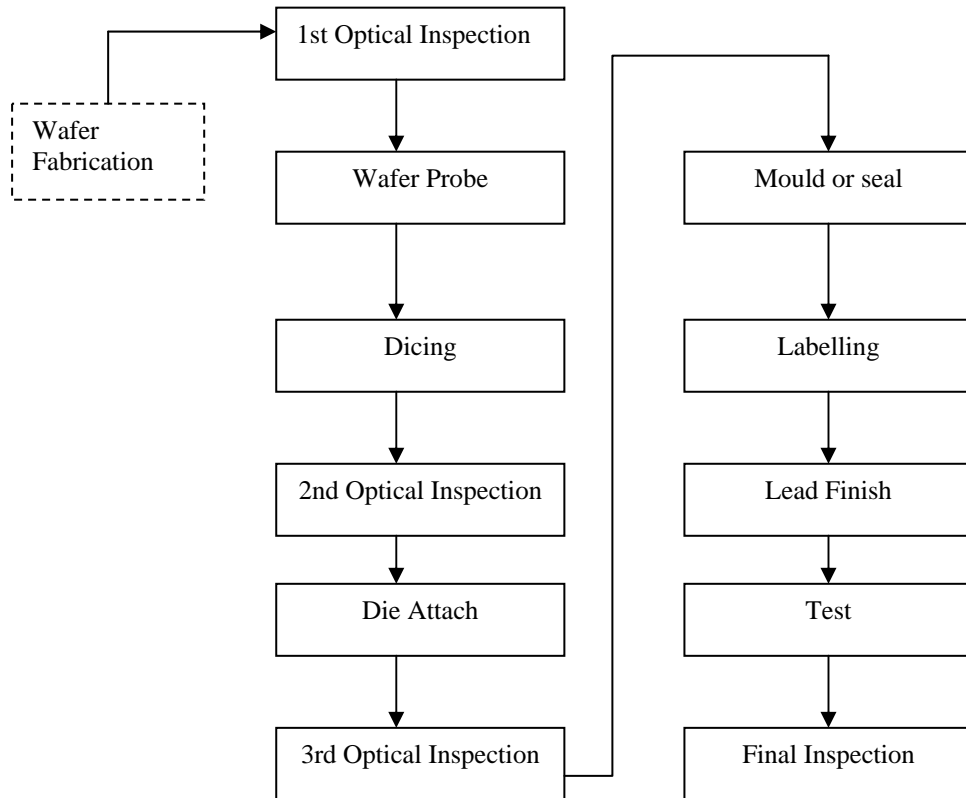 Wafer
Fabrication
1st Optical Inspection
Wafer Probe
Dicing
2nd Optical Inspection
Die Attach
3rd Optical Inspection
Mould or seal
Labelling
Lead Finish
Test
Final Inspection